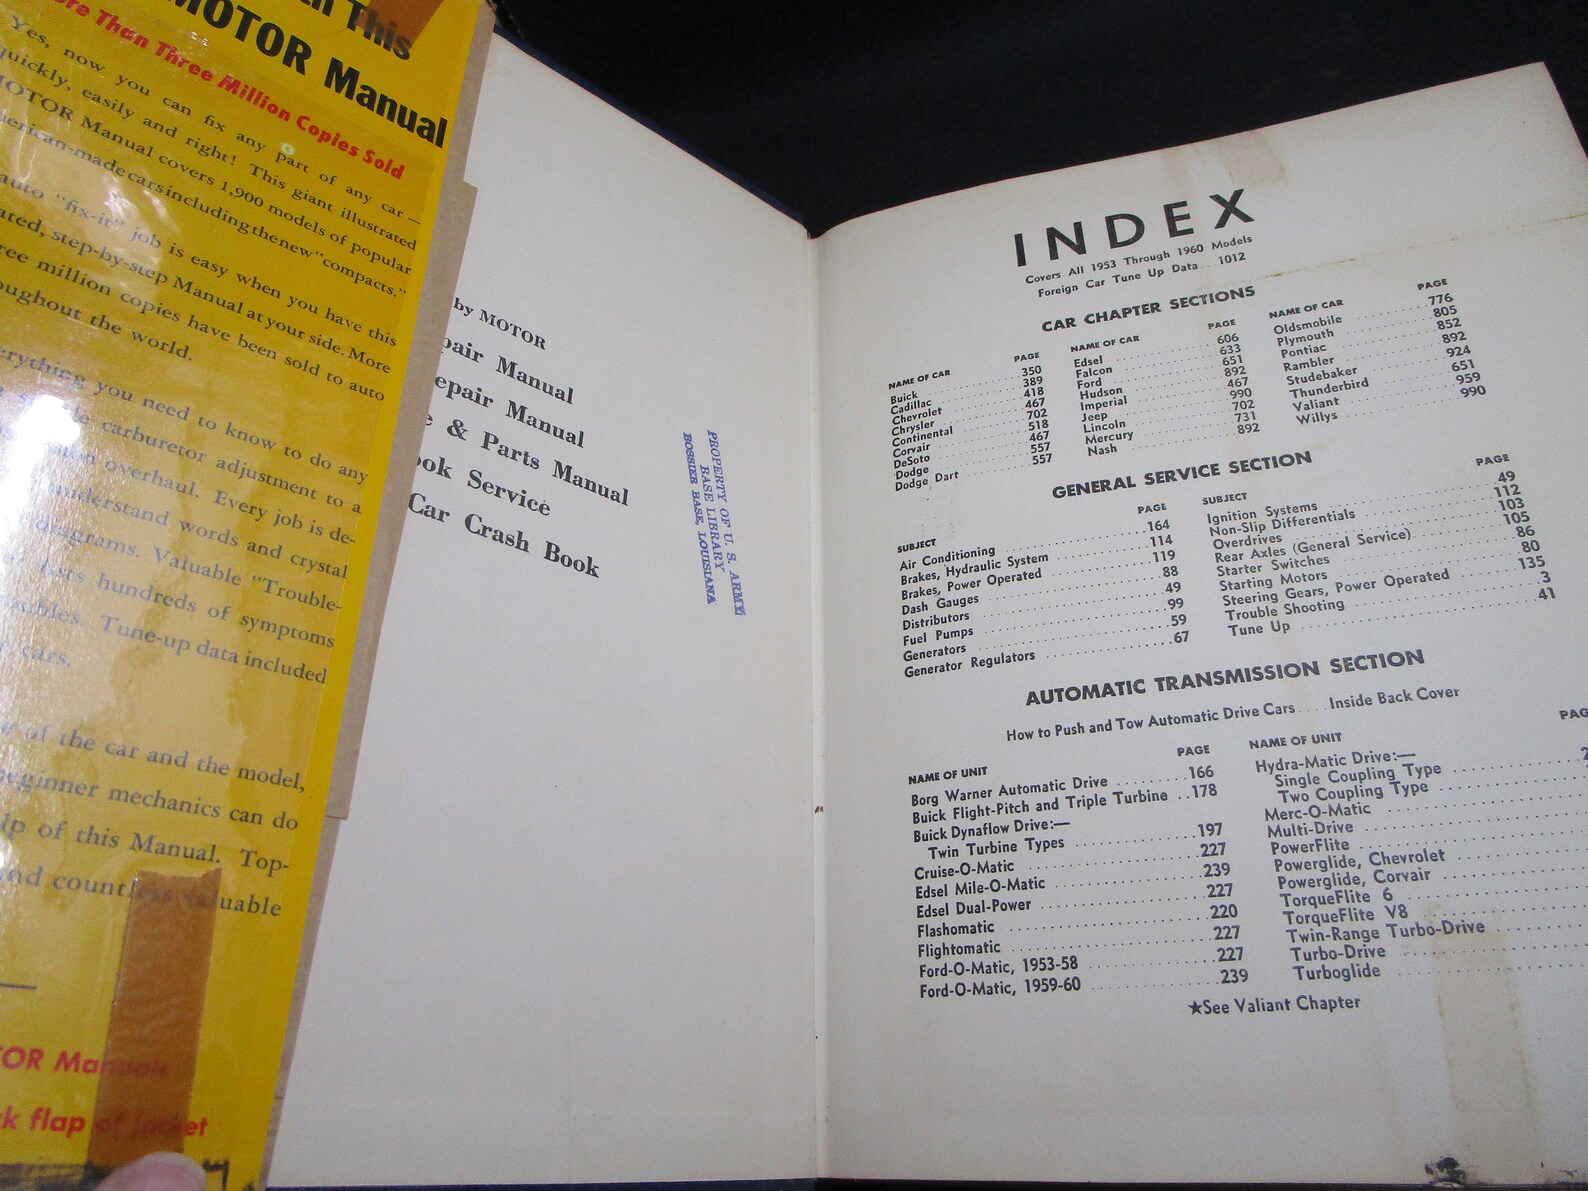 This
MOTOR Manual
More Than Three Million Copies Sold
Yes, now you can fix any part of any car —
quickly, easily and right! This giant illustrated
MOTOR Manual covers 1,900 models of popular
American-made cars including the new "compacts."
auto "fix-it" job is easy when you have this
step-by-step Manual at your side. More
million copies have been sold to auto
throughout the world.
everything you need to know to do any
carburetor adjustment to a
overhaul. Every job is de-
understand words and crystal
diagrams. Valuable "Trouble-
lists hundreds of symptoms
Tune-up data included
cars.
of the car and the model,
beginner mechanics can do
help of this Manual. Top-
and countless valuable
MOTOR Manuals
back flap of jacket
by MOTOR
Repair Manual
Repair Manual
& Parts Manual
Book Service
Car Crash Book
PROPERTY OF U. S. ARMY
BASE LIBRARY
BOSSIER BASE, LOUISIANA
INDEX
Covers All 1953 Through 1960 Models
Foreign Car Tune Up Data . . 1012
CAR CHAPTER SECTIONS
NAME OF CAR PAGE
Buick 350
Cadillac 389
Chevrolet 418
Chrysler 467
Continental 702
Corvair 518
DeSoto 467
Dodge 557
Dodge Dart 557
NAME OF CAR PAGE
Edsel 606
Falcon 633
Ford 651
Hudson 892
Imperial 467
Jeep 990
Lincoln 702
Mercury 731
Nash 892
NAME OF CAR PAGE
Oldsmobile 776
Plymouth 805
Pontiac 852
Rambler 892
Studebaker 924
Thunderbird 651
Valiant 959
Willys 990
GENERAL SERVICE SECTION
SUBJECT PAGE
Air Conditioning 164
Brakes, Hydraulic System 114
Brakes, Power Operated 119
Dash Gauges 88
Distributors 49
Fuel Pumps 99
Generators 59
Generator Regulators 67
SUBJECT PAGE
Ignition Systems 49
Non-Slip Differentials 112
Overdrives 103
Rear Axles (General Service) 105
Starter Switches 86
Starting Motors 80
Steering Gears, Power Operated 135
Trouble Shooting 3
Tune Up 41
AUTOMATIC TRANSMISSION SECTION
How to Push and Tow Automatic Drive Cars . . . . Inside Back Cover
NAME OF UNIT PAGE
Borg Warner Automatic Drive 166
Buick Flight-Pitch and Triple Turbine 178
Buick Dynaflow Drive:—
Twin Turbine Types 197
Cruise-O-Matic 227
Edsel Mile-O-Matic 239
Edsel Dual-Power 227
Flashomatic 220
Flightomatic 227
Ford-O-Matic, 1953-58 227
Ford-O-Matic, 1959-60 239
NAME OF UNIT
Hydra-Matic Drive:—
Single Coupling Type
Two Coupling Type
Merc-O-Matic
Multi-Drive
PowerFlite
Powerglide, Chevrolet
Powerglide, Corvair
TorqueFlite 6
TorqueFlite V8
Twin-Range Turbo-Drive
Turbo-Drive
Turboglide
★See Valiant Chapter